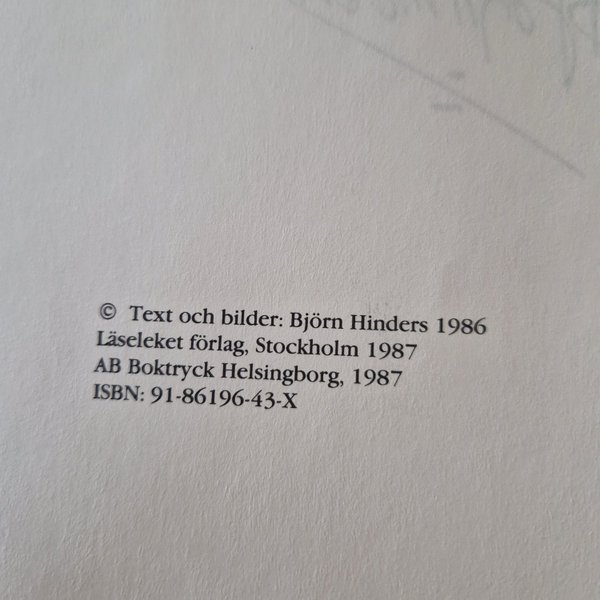 © Text och bilder: Björn Hinders 1986
Läseleket förlag, Stockholm 1987
AB Boktryck Helsingborg, 1987
ISBN: 91-86196-43-X